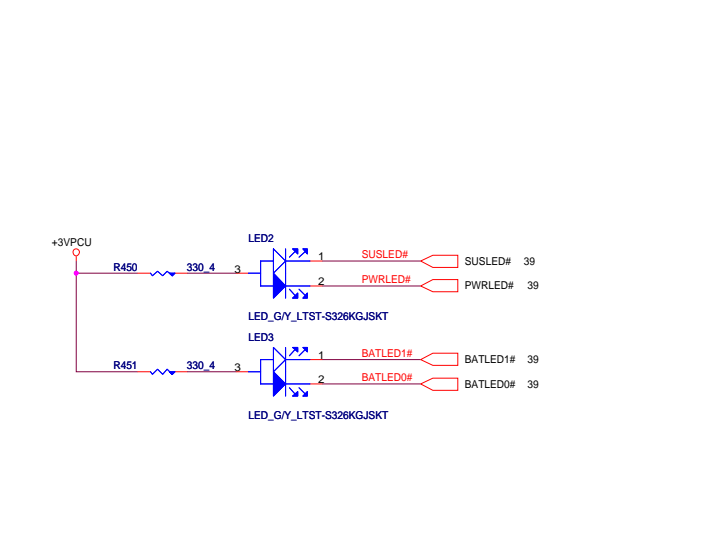 +3VPCU
LED2
R450 330_4 3
1 SUSLED# SUSLED# 39
2 PWRLED# PWRLED# 39
LED_G/Y_LTST-S326KGJSKT
LED3
R451 330_4 3
1 BATLED1# BATLED1# 39
2 BATLED0# BATLED0# 39
LED_G/Y_LTST-S326KGJSKT